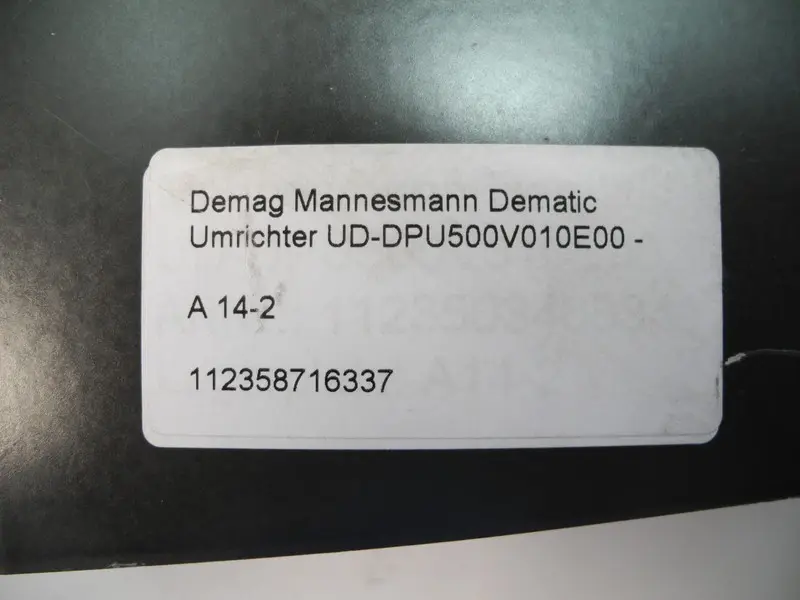 Demag Mannesmann Dematic
Umrichter UD-DPU500V010E00 -
A 14-2
112358716337